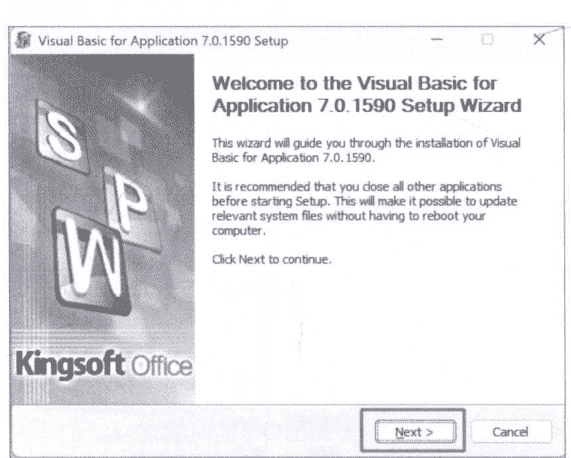 Visual Basic for Application 7.0.1590 Setup
Welcome to the Visual Basic for
Application 7.0.1590 Setup Wizard
This wizard will guide you through the installation of Visual
Basic for Application 7.0.1590.
It is recommended that you close all other applications
before starting Setup. This will make it possible to update
relevant system files without having to reboot your
computer.
Click Next to continue.
S
P
W
Kingsoft Office
Next >
Cancel